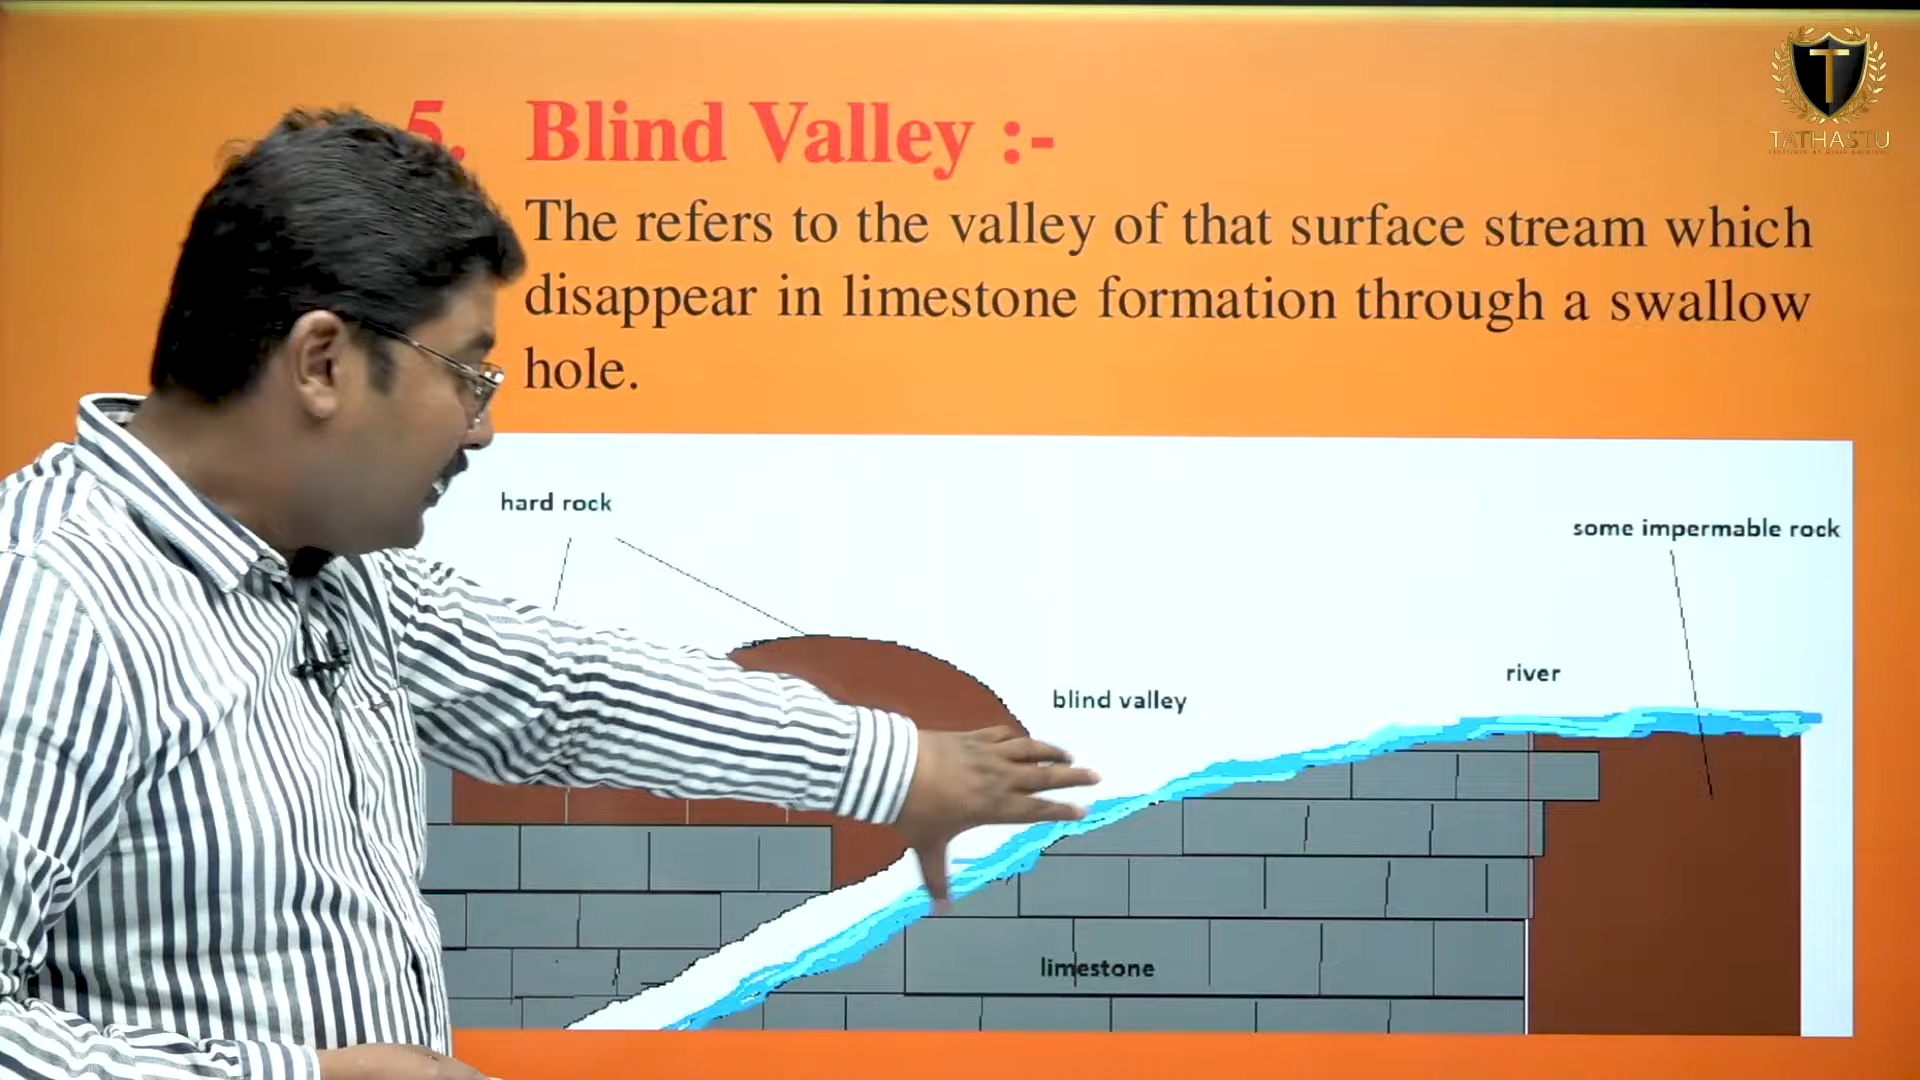 TATHASTU
5. Blind Valley :-
The refers to the valley of that surface stream which
disappear in limestone formation through a swallow
hole.
hard rock
some impermable rock
river
blind valley
limestone